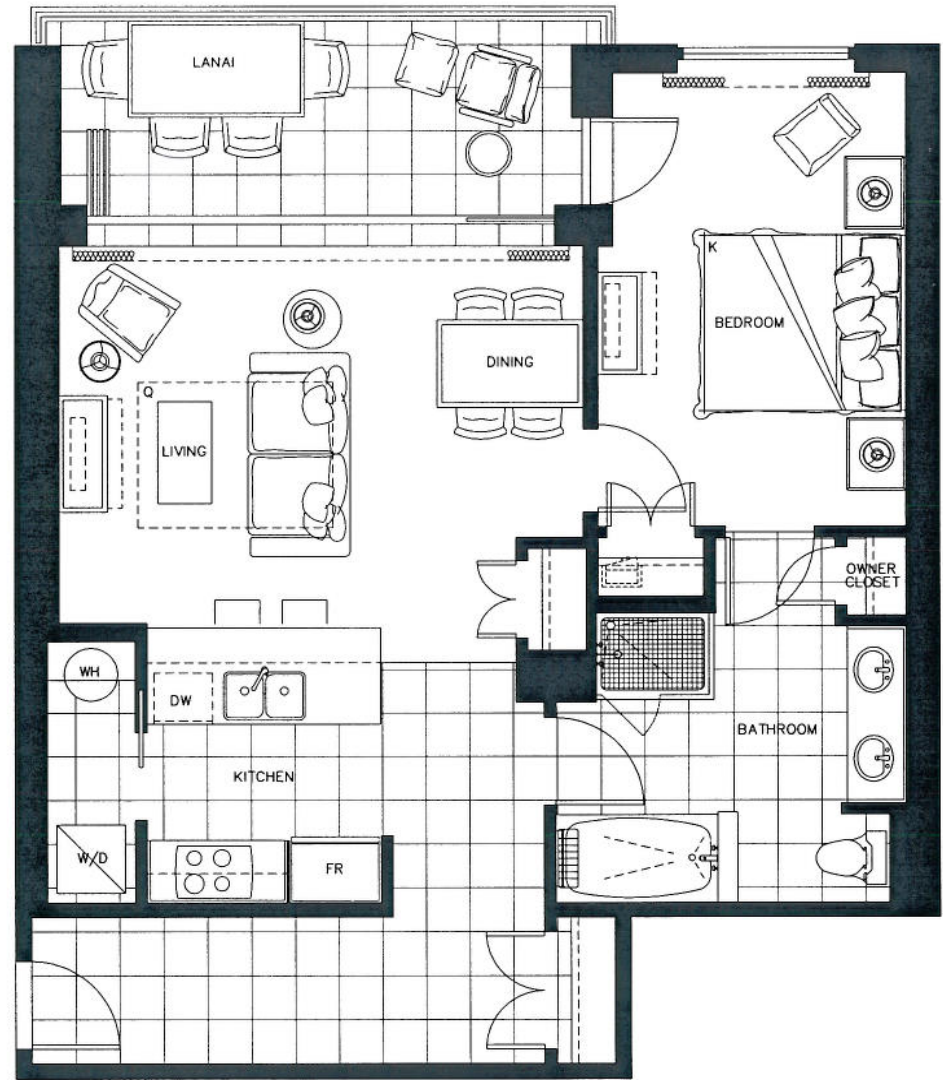 LANAI
K
BEDROOM
DINING
Q
LIVING
OWNER
CLOSET
WH
DW
BATHROOM
KITCHEN
W/D
FR